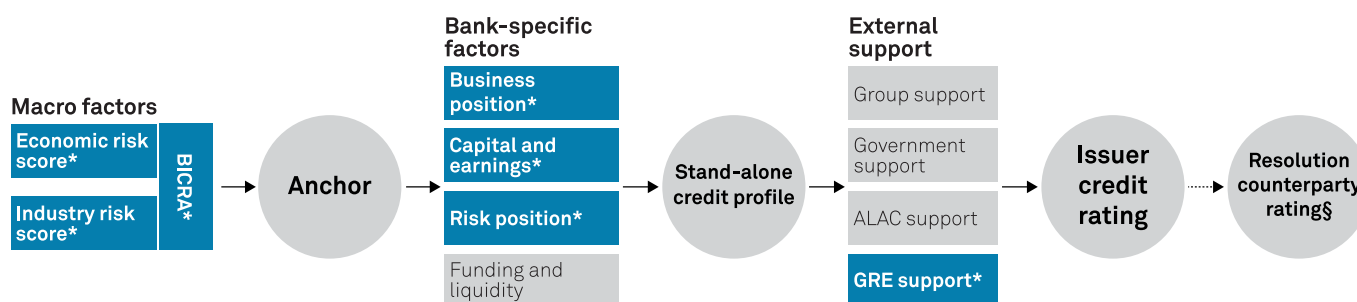 Macro factors
Economic risk
score*
Industry risk
score*
BICRA*
Anchor
Bank-specific
factors
Business
position*
Capital and
earnings*
Risk position*
Funding and
liquidity
Stand-alone
credit profile
External
support
Group support
Government
support
ALAC support
GRE support*
Issuer
credit
rating
Resolution
counterparty
rating§